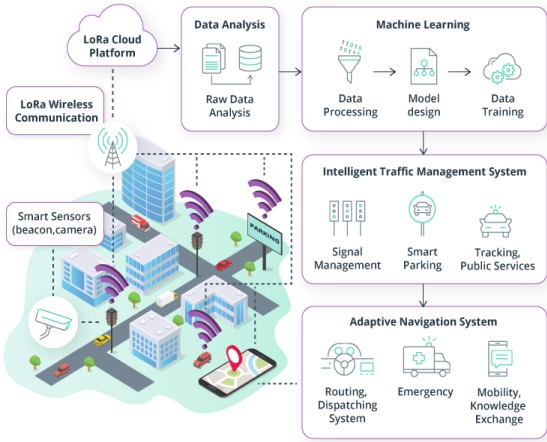 LoRa Cloud
Platform
Data Analysis
Raw Data
Analysis
Machine Learning
10101
1011
Data
Processing
Model
design
Data
Training
LoRa Wireless
Communication
Smart Sensors
(beacon,camera)
PARKING
Intelligent Traffic Management System
Signal
Management
Smart
Parking
Tracking,
Public Services
Adaptive Navigation System
Routing,
Dispatching
System
Emergency
Mobility,
Knowledge
Exchange